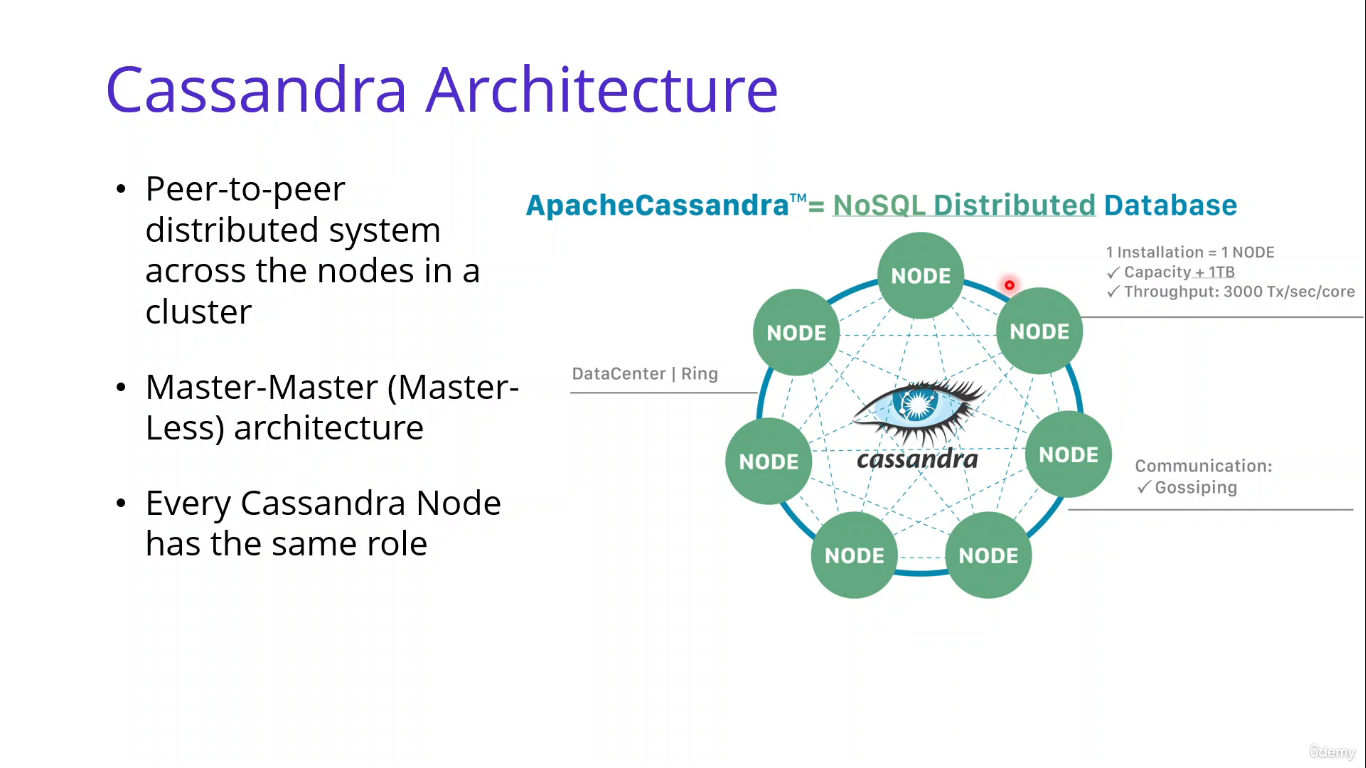 Cassandra Architecture
• Peer-to-peer
distributed system
across the nodes in a
cluster
• Master-Master (Master-
Less) architecture
• Every Cassandra Node
has the same role
ApacheCassandra™= NoSQL Distributed Database
1 Installation = 1 NODE
✓ Capacity + 1TB
✓ Throughput: 3000 Tx/sec/core
DataCenter | Ring
Communication:
✓ Gossiping
NODE
NODE
NODE
NODE
NODE
NODE
NODE
cassandra
ûdemy